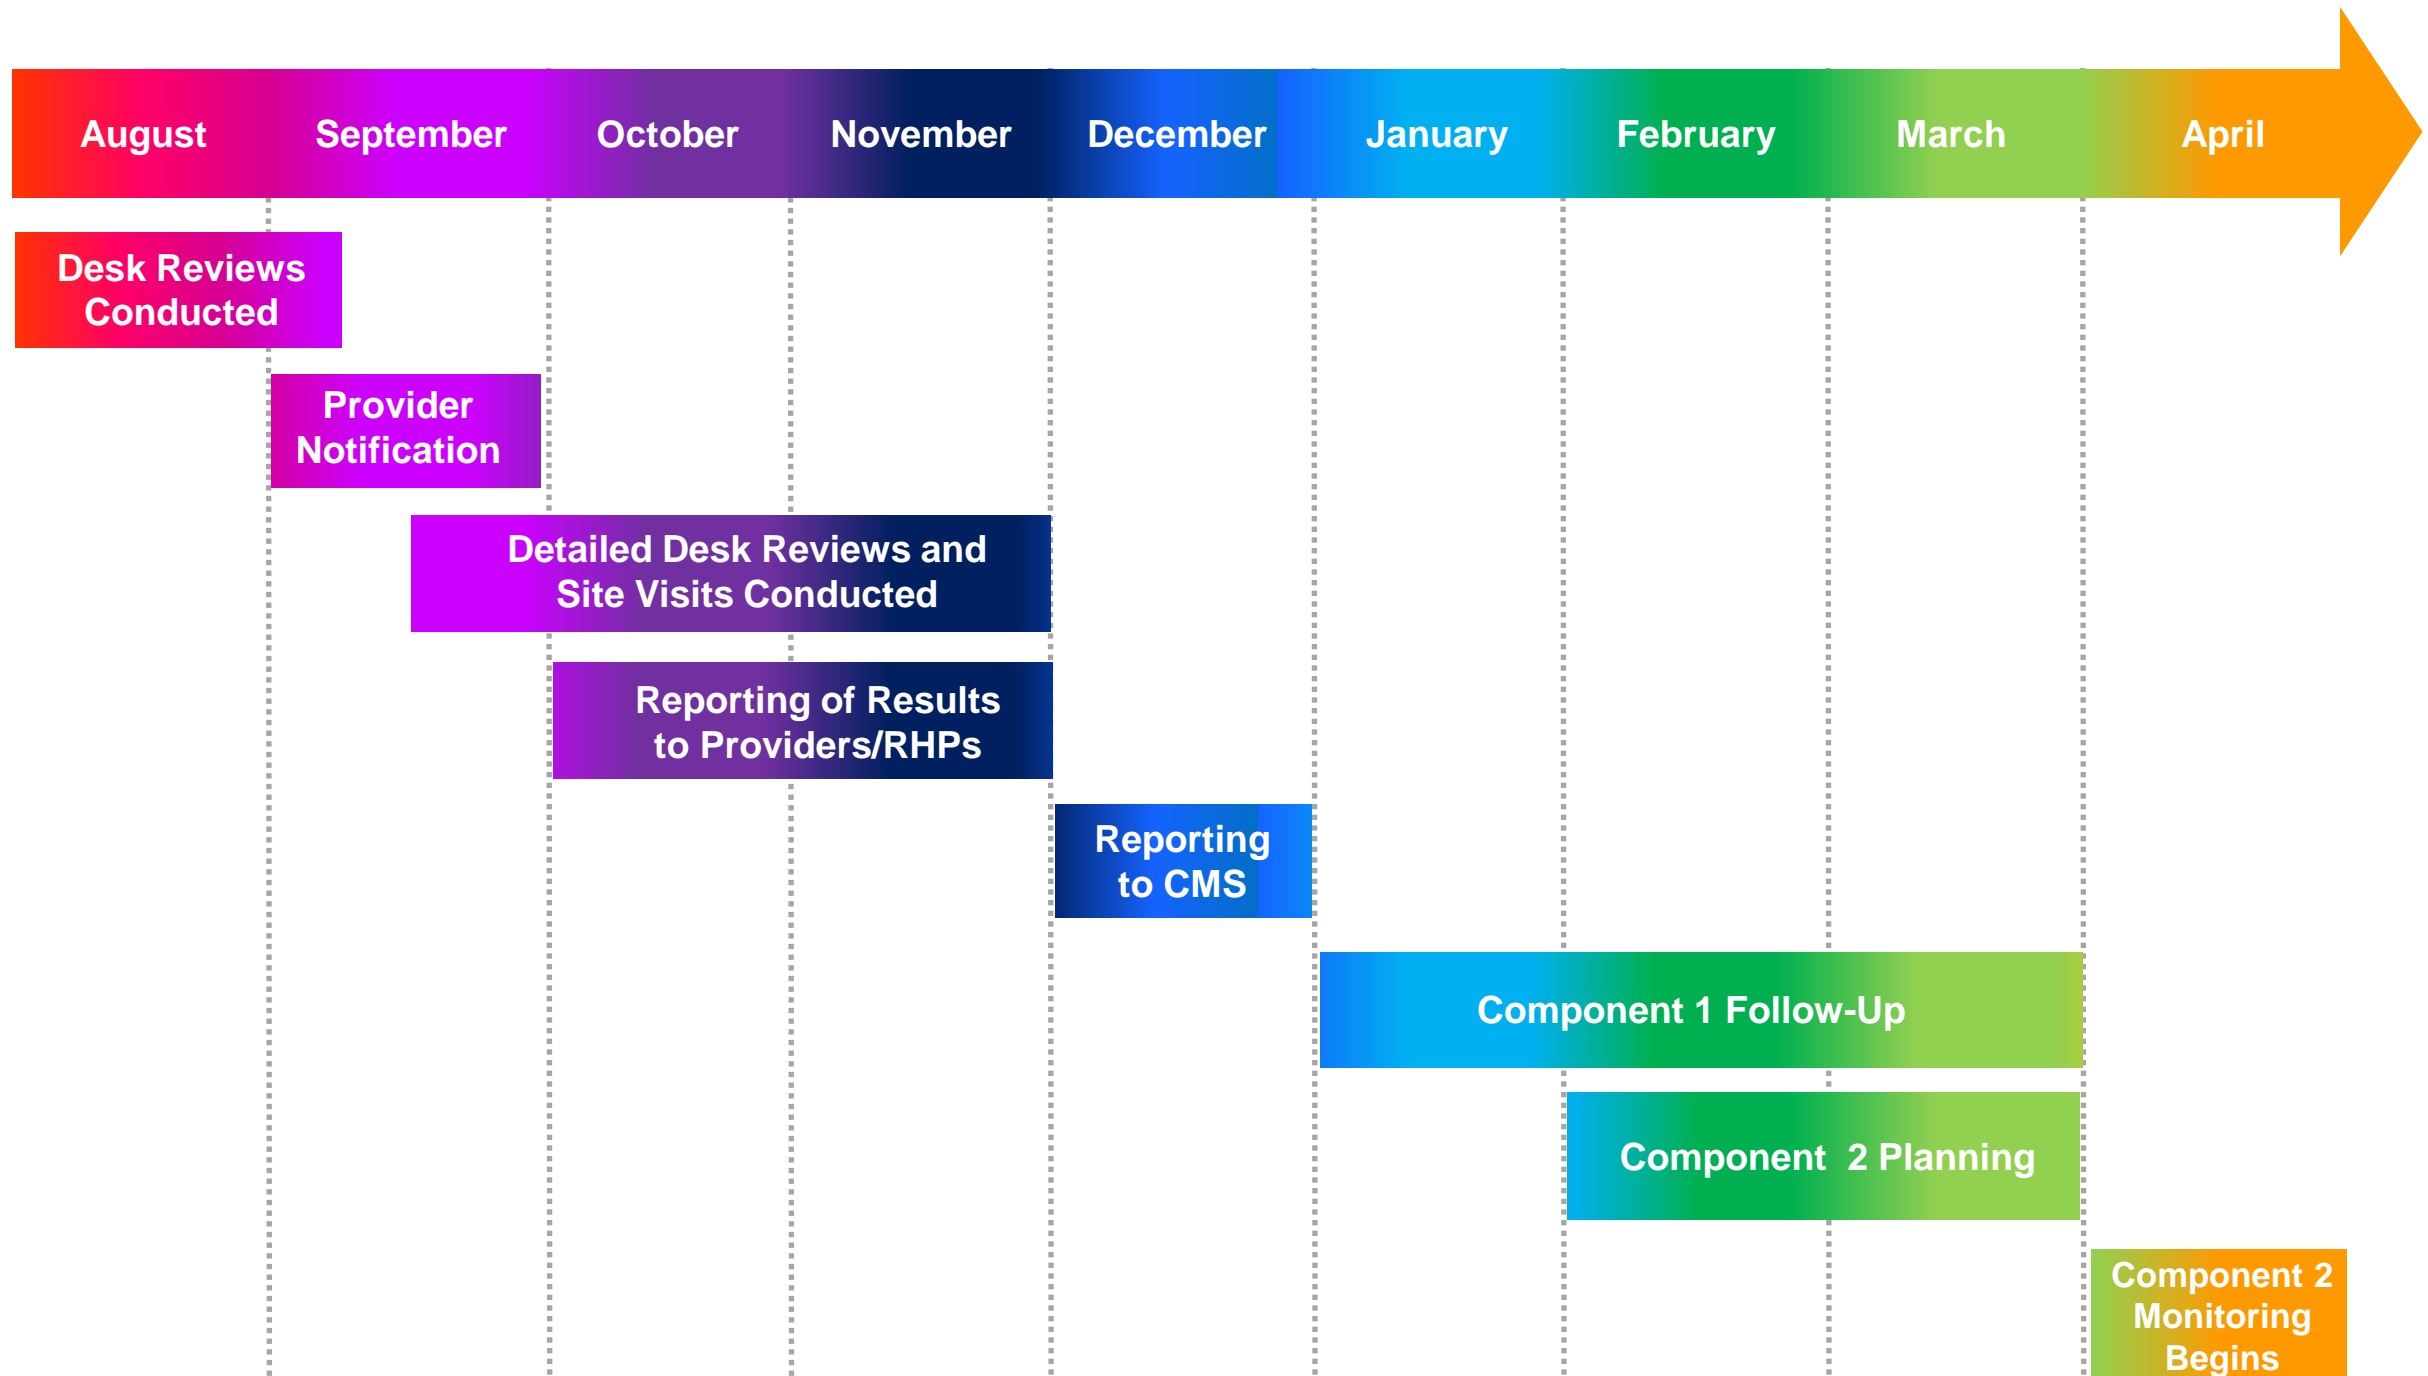 August September October November December January February March April
Desk Reviews
Conducted
Provider
Notification
Detailed Desk Reviews and
Site Visits Conducted
Reporting of Results
to Providers/RHPs
Reporting
to CMS
Component 1 Follow-Up
Component 2 Planning
Component 2
Monitoring
Begins